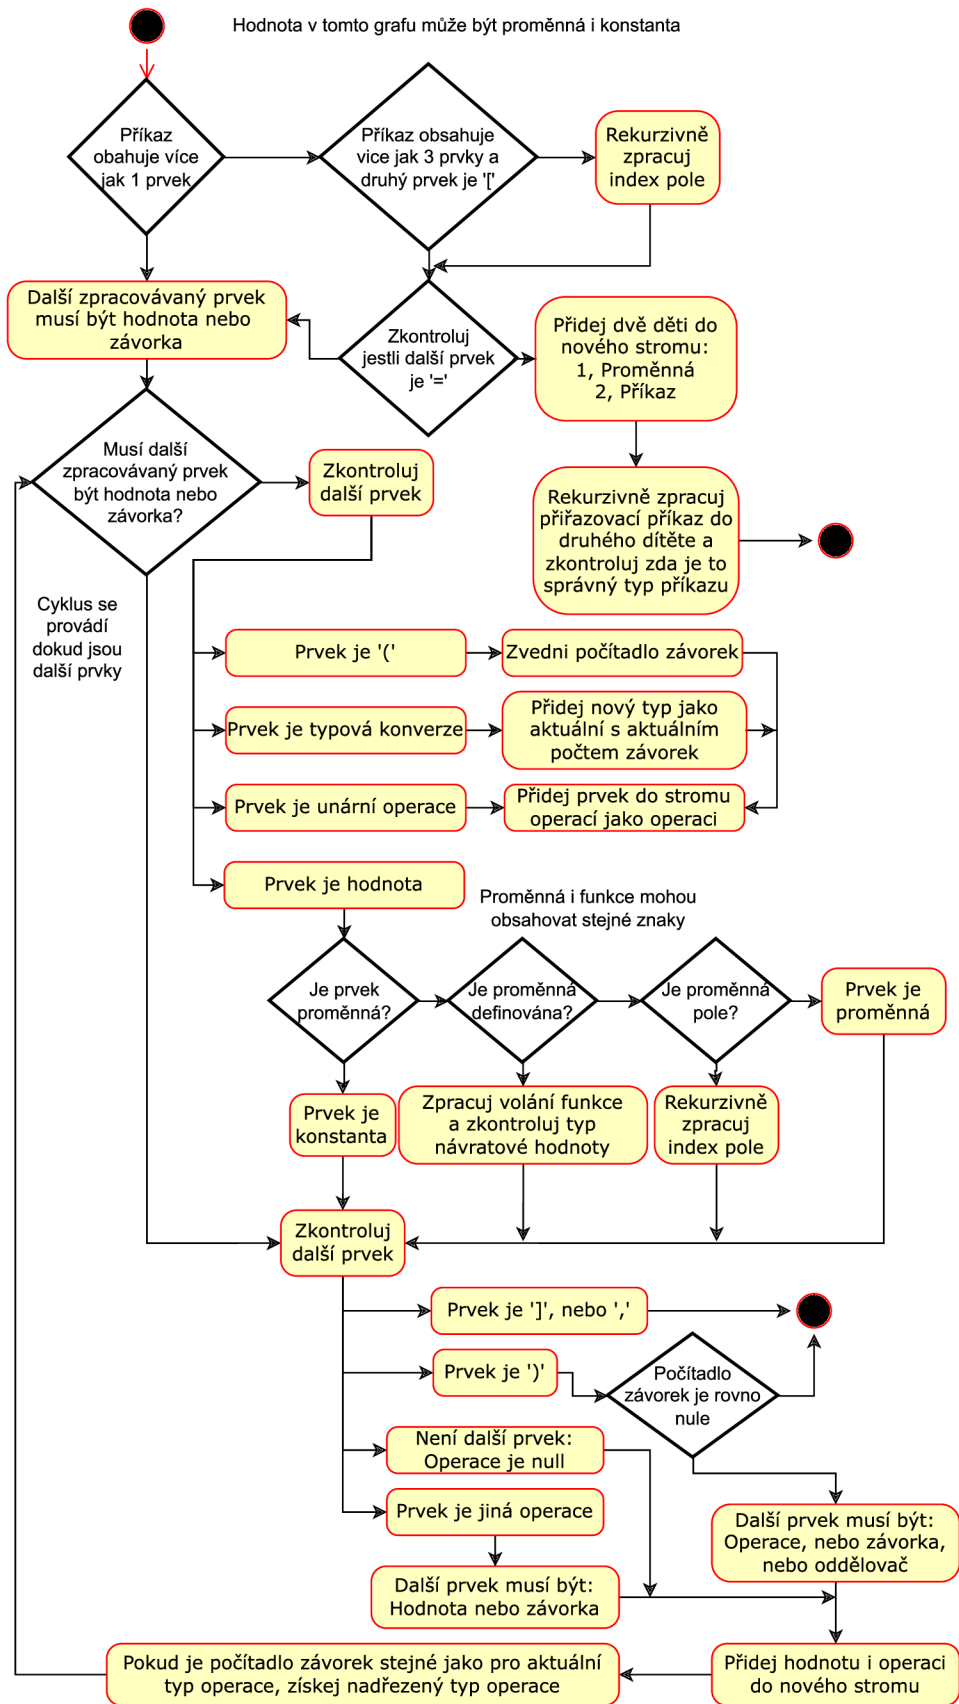 Hodnota v tomto grafu může být proměnná i konstanta
Příkaz
obahuje více
jak 1 prvek
Příkaz obsahuje
vice jak 3 prvky a
druhý prvek je '['
Rekurzivně
zpracuj
index pole
Další zpracovávaný prvek
musí být hodnota nebo
závorka
Zkontroluj
jestli další prvek
je '='
Přidej dvě děti do
nového stromu:
1, Proměnná
2, Příkaz
Musí další
zpracovávaný prvek
být hodnota nebo
závorka?
Zkontroluj
další prvek
Rekurzivně zpracuj
přiřazovací příkaz do
druhého dítěte a
zkontroluj zda je to
správný typ příkazu
Cyklus se
provádí
dokud jsou
další prvky
Prvek je '('
Zvedni počítadlo závorek
Prvek je typová konverze
Přidej nový typ jako
aktuální s aktuálním
počtem závorek
Prvek je unární operace
Přidej prvek do stromu
operací jako operaci
Prvek je hodnota
Proměnná i funkce mohou
obsahovat stejné znaky
Je prvek
proměnná?
Je proměnná
definována?
Je proměnná
pole?
Prvek je
proměnná
Prvek je
konstanta
Zpracuj volání funkce
a zkontroluj typ
návratové hodnoty
Rekurzivně
zpracuj
index pole
Zkontroluj
další prvek
Prvek je ']', nebo ','
Prvek je ')'
Počítadlo
závorek je rovno
nule
Není další prvek:
Operace je null
Prvek je jiná operace
Další prvek musí být:
Operace, nebo závorka,
nebo oddělovač
Další prvek musí být:
Hodnota nebo závorka
Pokud je počítadlo závorek stejné jako pro aktuální
typ operace, získej nadřezený typ operace
Přidej hodnotu i operaci
do nového stromu